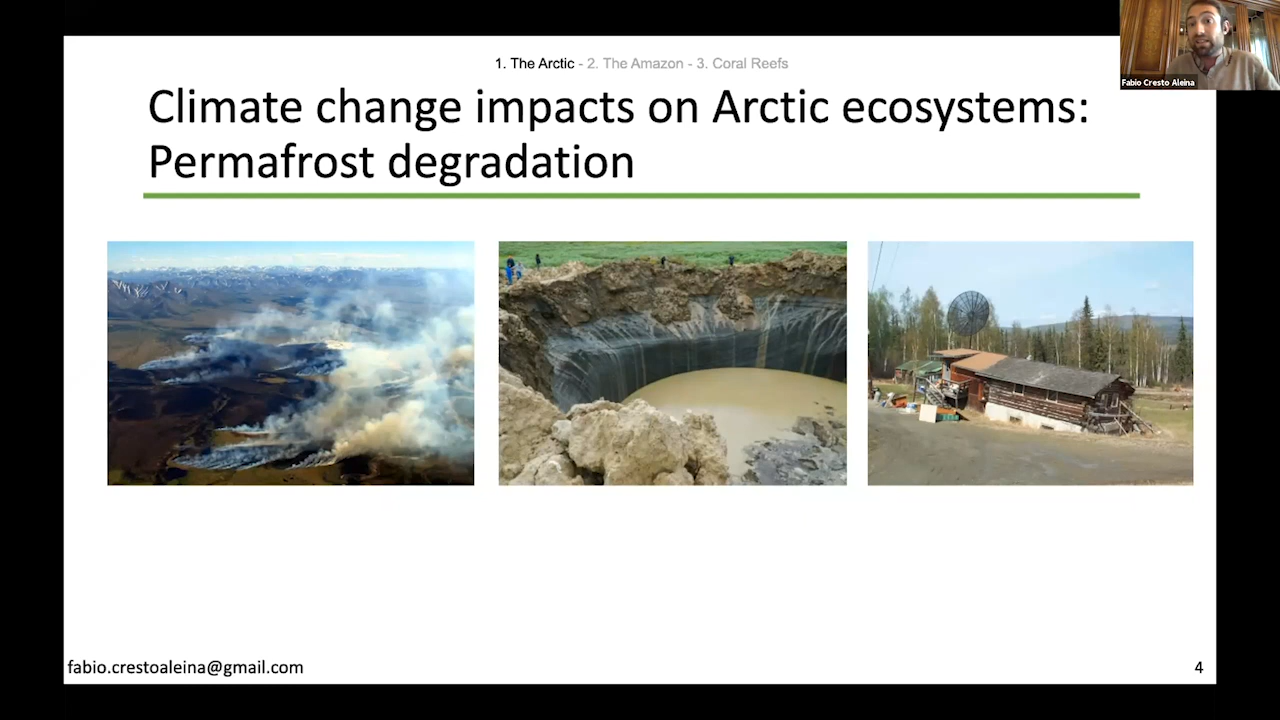 1. The Arctic - 2. The Amazon - 3. Coral Reefs
Climate change impacts on Arctic ecosystems:
Permafrost degradation
Fabio Cresto Aleina
fabio.crestoaleina@gmail.com
4